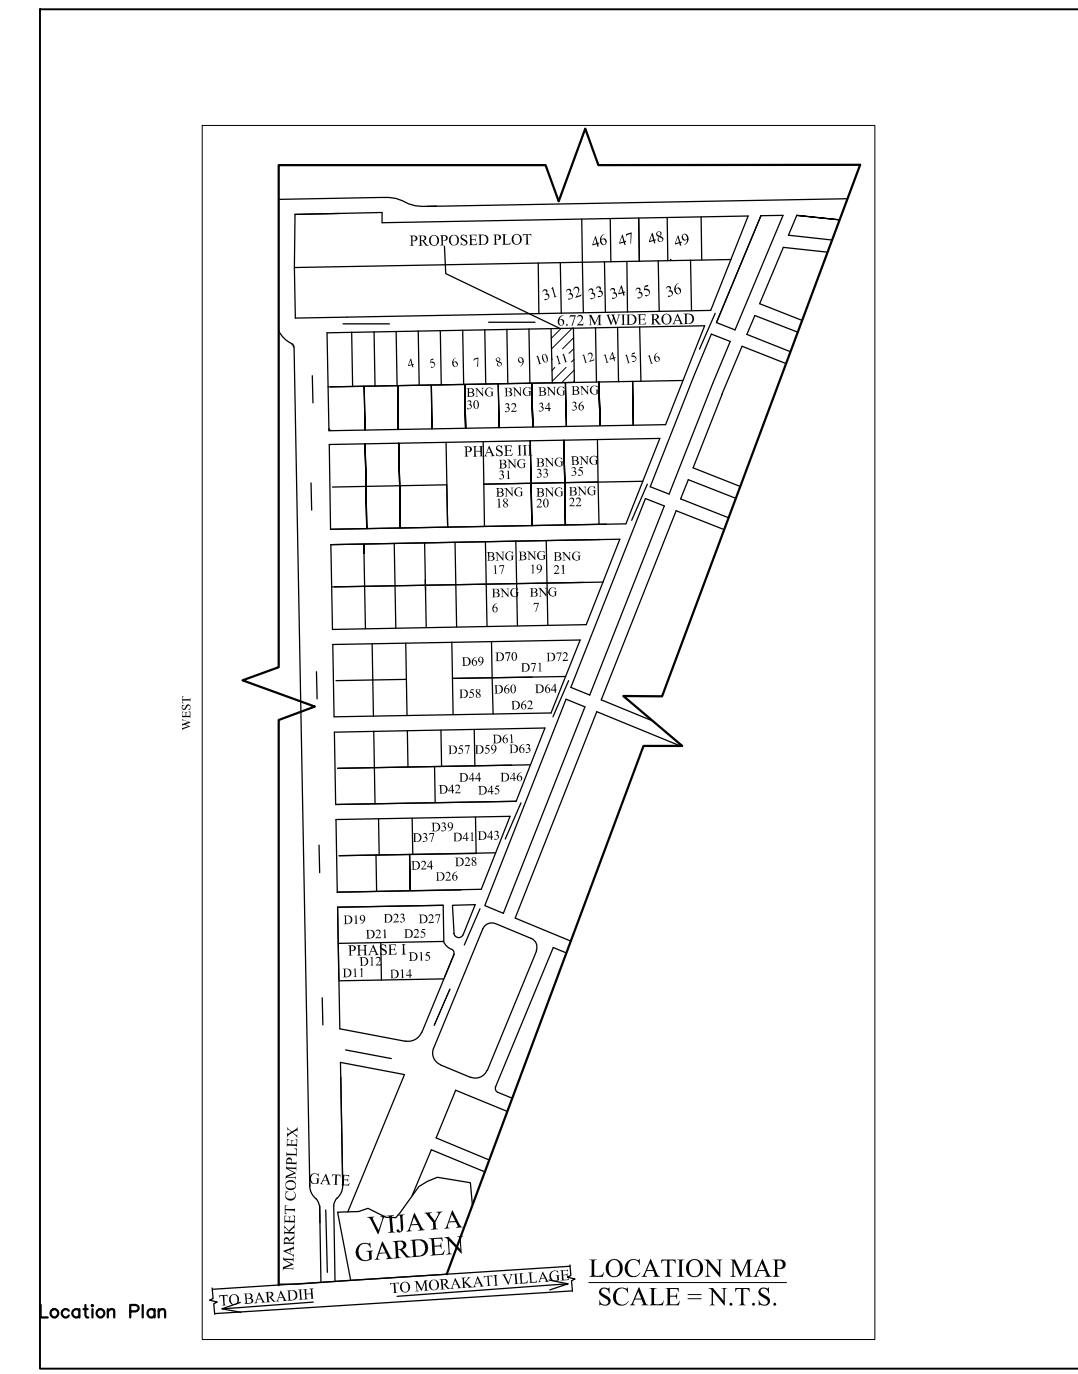 PROPOSED PLOT
46 47 48 49
31 32 33 34 35 36
6.72 M WIDE ROAD
4 5 6 7 8 9 10 11 12 14 15 16
BNG 30
BNG 32
BNG 34
BNG 36
PHASE III
BNG 31
BNG 33
BNG 35
BNG 18
BNG 20
BNG 22
BNG 17
BNG 19
BNG 21
BNG 6
BNG 7
D69 D70 D71 D72
D58 D60 D62 D64
WEST
D57 D59 D61 D63
D42 D44 D45 D46
D37 D39 D41 D43
D24 D26 D28
D19 D21 D23 D25 D27
PHASE I
D11 D12 D14 D15
MARKET COMPLEX
GATE
VIJAYA
GARDEN
TO BARADIH
TO MORAKATI VILLAGE
LOCATION MAP
SCALE = N.T.S.
Location Plan